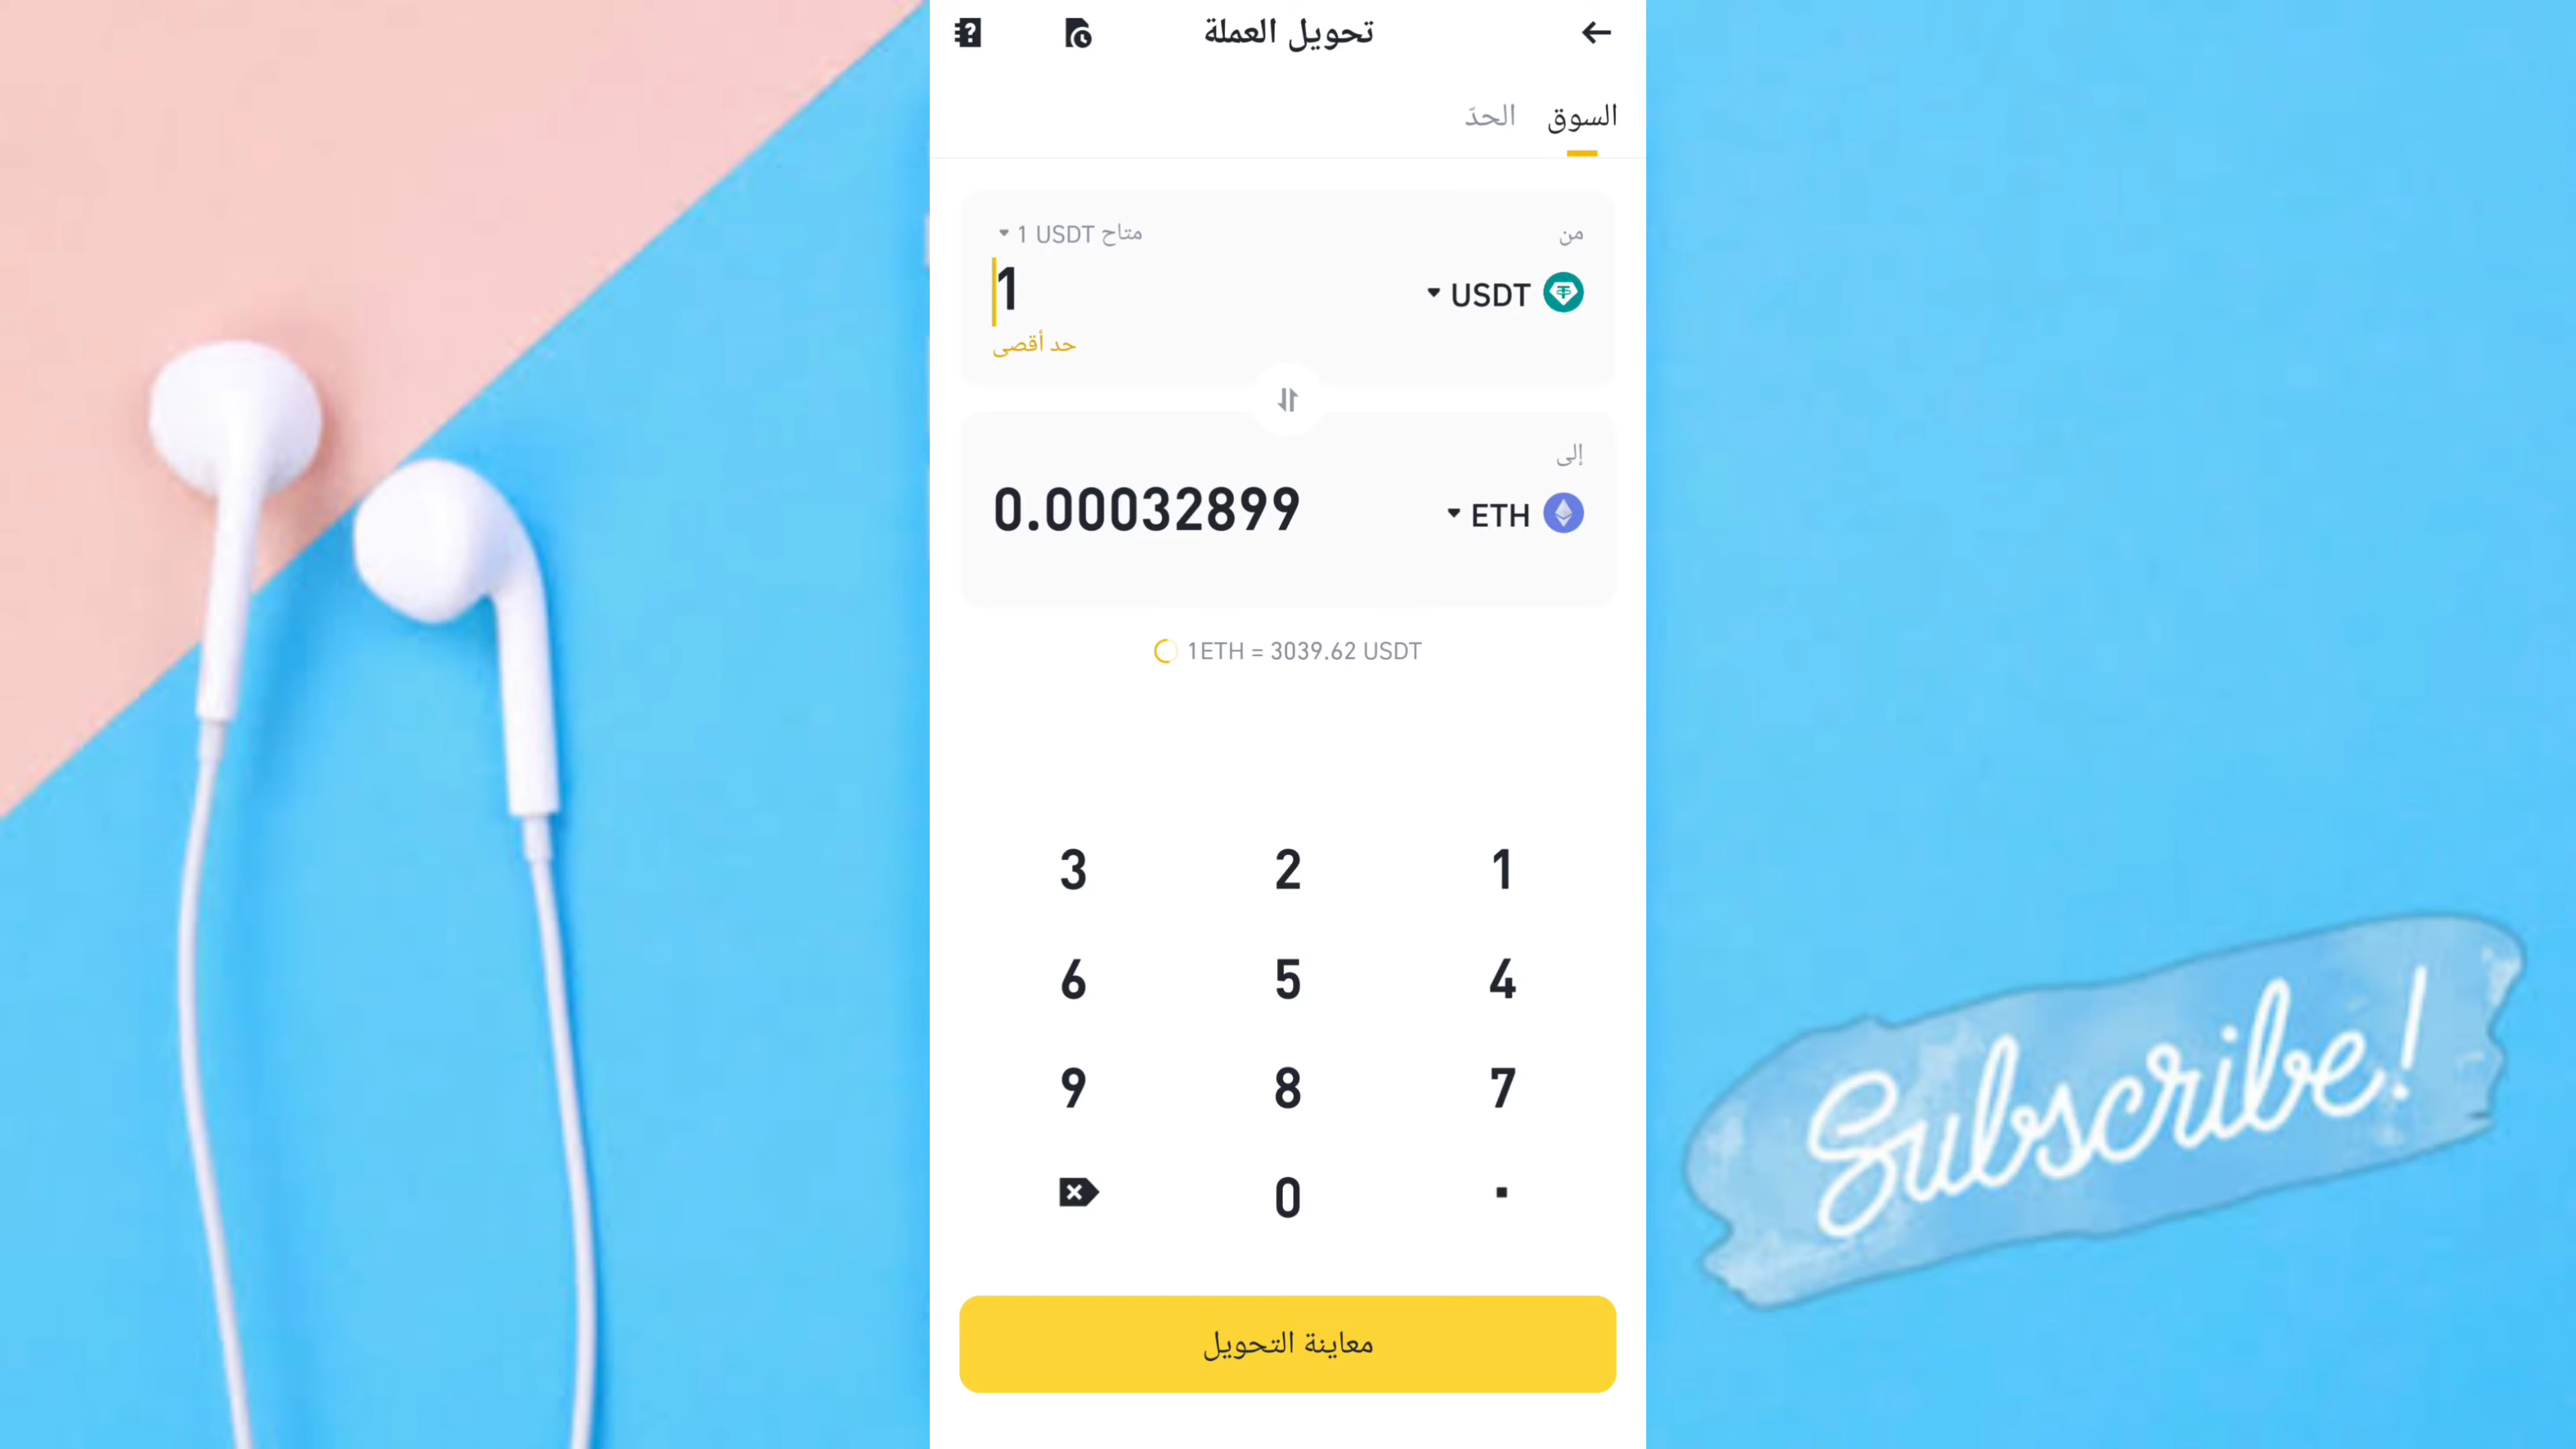 تحويل العملة
السوق
الحدّ
من
متاح 1 USDT
USDT
1
حد أقصى
إلى
ETH
0.00032899
1ETH = 3039.62 USDT
1 2 3
4 5 6
7 8 9
. 0
معاينة التحويل
Subscribe!